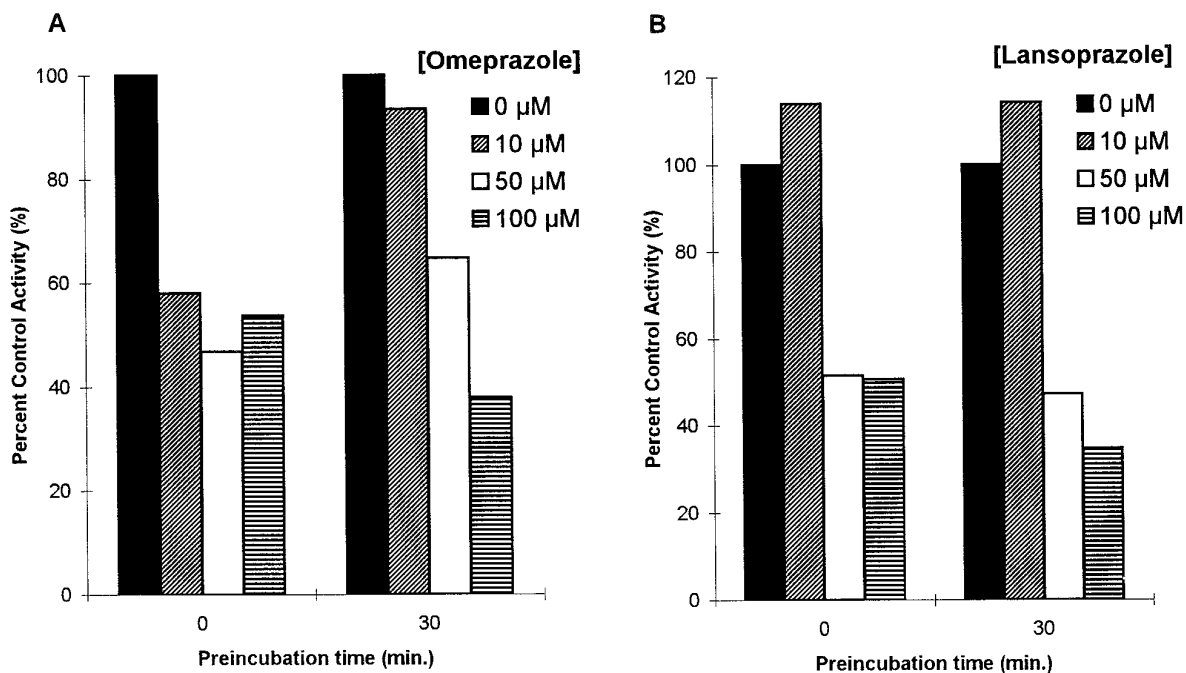 A
[Omeprazole]
0 µM
10 µM
50 µM
100 µM
100
80
60
40
20
0
Percent Control Activity (%)
0
30
Preincubation time (min.)
B
[Lansoprazole]
0 µM
10 µM
50 µM
100 µM
120
100
80
60
40
20
0
Percent Control Activity (%)
0
30
Preincubation time (min.)